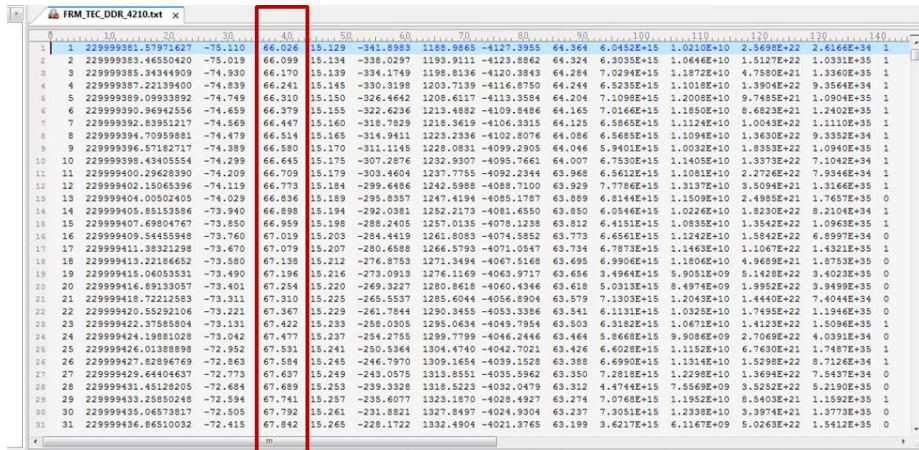 FRM_TEC_DDR_4210.txt x
0 10 20 30 40 50 60 70 80 90 100 110 120 130 140
1 1 229999381.57971627 -75.110 66.026 15.129 -341.8983 1188.9865 -4127.3955 64.364 6.0452E+15 1.0210E+10 2.5698E+22 2.6166E+34 1
2 2 229999383.46550420 -75.019 66.099 15.134 -338.0297 1193.9111 -4123.8862 64.324 6.3035E+15 1.0646E+10 1.5127E+22 1.0331E+35 1
3 3 229999385.34344909 -74.930 66.170 15.139 -334.1749 1198.8136 -4120.3843 64.284 7.0294E+15 1.1872E+10 4.7580E+21 1.3360E+35 1
4 4 229999387.22139400 -74.839 66.241 15.145 -330.3198 1203.7139 -4116.8750 64.244 6.5235E+15 1.1018E+10 1.3904E+22 9.3564E+34 1
5 5 229999389.09933892 -74.749 66.310 15.150 -326.4642 1208.6117 -4113.3584 64.204 7.1098E+15 1.2008E+10 9.7485E+21 1.0904E+35 1
6 6 229999390.96942556 -74.659 66.379 15.155 -322.6236 1213.4882 -4109.8486 64.165 7.0166E+15 1.1850E+10 8.6823E+21 1.2402E+35 1
7 7 229999392.83951217 -74.569 66.447 15.160 -318.7829 1218.3619 -4106.3315 64.125 6.5865E+15 1.1124E+10 1.0043E+22 1.1110E+35 1
8 8 229999394.70959881 -74.479 66.514 15.165 -314.9411 1223.2336 -4102.8076 64.086 6.5685E+15 1.1094E+10 1.3630E+22 9.3352E+34 1
9 9 229999396.57182717 -74.389 66.580 15.170 -311.1145 1228.0831 -4099.2905 64.046 5.9401E+15 1.0032E+10 1.8353E+22 1.0940E+35 1
10 10 229999398.43405554 -74.299 66.645 15.175 -307.2876 1232.9307 -4095.7661 64.007 6.7530E+15 1.1405E+10 1.3373E+22 7.1042E+34 1
11 11 229999400.29628390 -74.209 66.709 15.179 -303.4604 1237.7755 -4092.2344 63.968 6.5612E+15 1.1081E+10 2.2726E+22 7.9346E+34 1
12 12 229999402.15065396 -74.119 66.773 15.184 -299.6486 1242.5988 -4088.7100 63.929 7.7786E+15 1.3137E+10 3.5094E+21 1.3166E+35 1
13 13 229999404.00502405 -74.029 66.836 15.189 -295.8357 1247.4194 -4085.1787 63.889 6.8144E+15 1.1509E+10 2.4985E+21 1.7657E+35 0
14 14 229999405.85153586 -73.940 66.898 15.194 -292.0381 1252.2173 -4081.6550 63.850 6.0546E+15 1.0226E+10 1.8230E+22 8.2104E+34 1
15 15 229999407.69804767 -73.850 66.959 15.198 -288.2405 1257.0135 -4078.1238 63.812 6.4151E+15 1.0835E+10 1.3542E+22 1.0963E+35 1
16 16 229999409.54455948 -73.760 67.019 15.203 -284.4419 1261.8083 -4074.5852 63.773 6.6561E+15 1.1242E+10 1.5842E+22 6.8997E+34 0
17 17 229999411.38321298 -73.670 67.079 15.207 -280.6588 1266.5793 -4071.0547 63.734 6.7873E+15 1.1463E+10 1.1067E+22 1.4321E+35 1
18 18 229999413.22186652 -73.580 67.138 15.212 -276.8753 1271.3494 -4067.5168 63.695 6.9906E+15 1.1806E+10 4.9689E+21 1.8753E+35 0
19 19 229999415.06053531 -73.490 67.196 15.216 -273.0913 1276.1169 -4063.9717 63.656 3.4964E+15 5.9051E+09 5.1428E+22 3.4023E+35 0
20 20 229999416.89133057 -73.401 67.254 15.220 -269.3227 1280.8618 -4060.4346 63.618 5.0313E+15 8.4974E+09 1.9952E+22 3.9499E+35 0
21 21 229999418.72212583 -73.311 67.310 15.225 -265.5537 1285.6044 -4056.8904 63.579 7.1303E+15 1.2043E+10 1.4440E+22 7.4044E+34 0
22 22 229999420.55292106 -73.221 67.367 15.229 -261.7844 1290.3455 -4053.3386 63.541 6.1131E+15 1.0325E+10 1.7495E+22 1.1946E+35 0
23 23 229999422.37585804 -73.131 67.422 15.233 -258.0305 1295.0634 -4049.7954 63.503 6.3182E+15 1.0671E+10 1.4123E+22 1.5096E+35 1
24 24 229999424.19881028 -73.042 67.477 15.237 -254.2755 1299.7799 -4046.2446 63.464 5.8668E+15 9.9086E+09 2.7069E+22 4.0391E+34 0
25 25 229999426.01388898 -72.952 67.531 15.241 -250.5364 1304.4740 -4042.7021 63.426 6.6028E+15 1.1152E+10 6.7630E+21 1.7487E+35 1
26 26 229999427.82896769 -72.863 67.584 15.245 -246.7970 1309.1654 -4039.1528 63.388 6.6990E+15 1.1314E+10 1.5298E+22 8.7126E+34 1
27 27 229999429.64404637 -72.773 67.637 15.249 -243.0575 1313.8551 -4035.5962 63.350 7.2818E+15 1.2298E+10 1.3694E+22 7.5437E+34 0
28 28 229999431.45128205 -72.684 67.689 15.253 -239.3328 1318.5223 -4032.0479 63.312 4.4744E+15 7.5569E+09 3.5252E+22 5.2190E+35 0
29 29 229999433.25850248 -72.594 67.741 15.257 -235.6077 1323.1870 -4028.4927 63.274 7.0768E+15 1.1952E+10 8.5403E+21 1.1592E+35 1
30 30 229999435.06573817 -72.505 67.792 15.261 -231.8821 1327.8497 -4024.9304 63.237 7.3051E+15 1.2338E+10 3.3974E+21 1.3773E+35 0
31 31 229999436.86510032 -72.415 67.842 15.265 -228.1722 1332.4904 -4021.3765 63.199 3.6217E+15 6.1167E+09 5.0263E+22 1.5412E+35 0